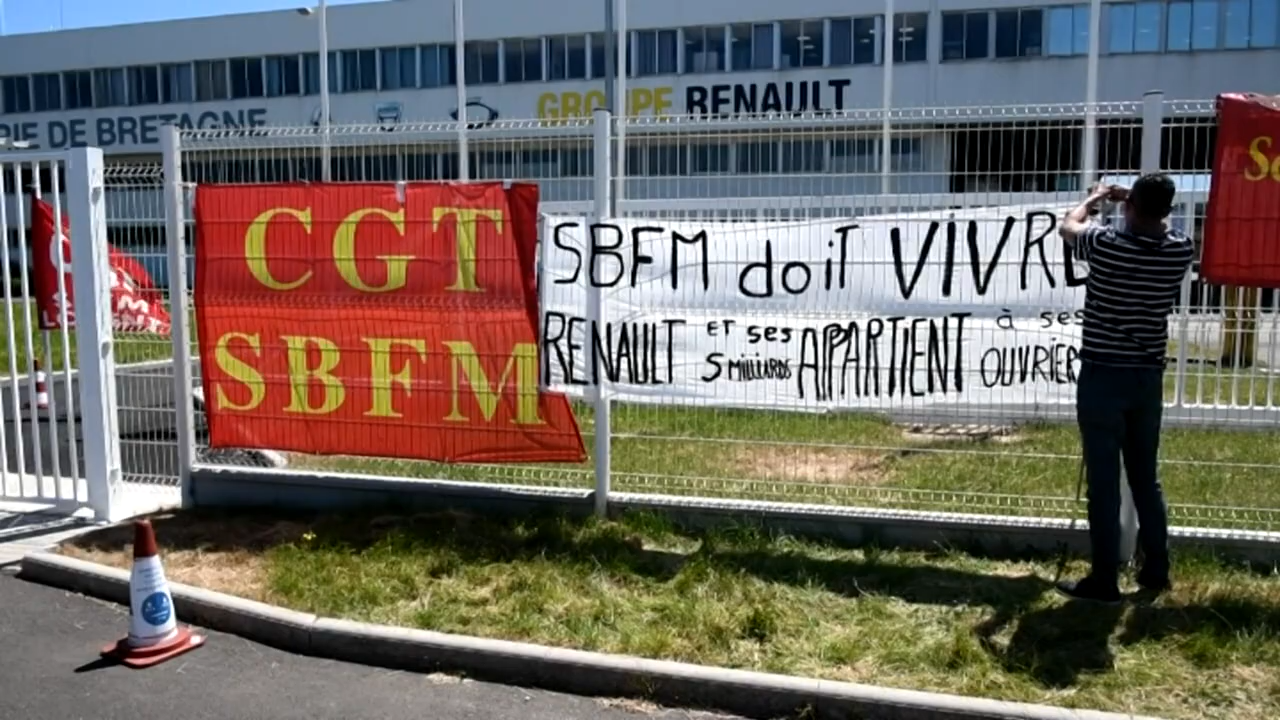 RIE DE BRETAGNE
GROUPE RENAULT
CGT
SBFM
SBFM doiT VIVRE
RENAULT ET ses 5 MILLIARDS APPARTIENT à ses OUVRIERS